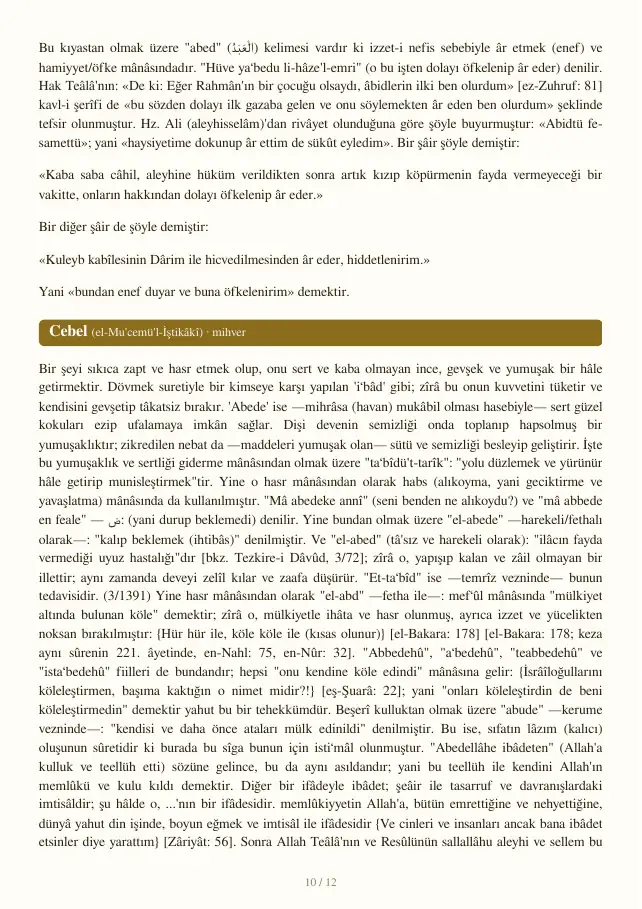 Bu kıyastan olmak üzere "abed" (الْعَبَدُ) kelimesi vardır ki izzet-i nefis sebebiyle âr etmek (enef) ve
hamiyyet/öfke mânâsındadır. "Hüve ya‘bedu li-hâze'l-emri" (o bu işten dolayı öfkelenip âr eder) denilir.
Hak Teâlâ'nın: «De ki: Eğer Rahmân'ın bir çocuğu olsaydı, âbidlerin ilki ben olurdum» [ez-Zuhruf: 81]
kavl-i şerîfi de «bu sözden dolayı ilk gazaba gelen ve onu söylemekten âr eden ben olurdum» şeklinde
tefsir olunmuştur. Hz. Ali (aleyhisselâm)'dan rivâyet olunduğuna göre şöyle buyurmuştur: «Abidtü fe-
samettü»; yani «haysiyetime dokunup âr ettim de sükût eyledim». Bir şâir şöyle demiştir:
«Kaba saba câhil, aleyhine hüküm verildikten sonra artık kızıp köpürmenin fayda vermeyeceği bir
vakitte, onların hakkından dolayı öfkelenip âr eder.»
Bir diğer şâir de şöyle demiştir:
«Kuleyb kabîlesinin Dârim ile hicvedilmesinden âr eder, hiddetlenirim.»
Yani «bundan enef duyar ve buna öfkelenirim» demektir.
Cebel (el-Mu'cemü'l-İştikâkî) · mihver
Bir şeyi sıkıca zapt ve hasr etmek olup, onu sert ve kaba olmayan ince, gevşek ve yumuşak bir hâle
getirmektir. Dövmek suretiyle bir kimseye karşı yapılan 'i‘bâd' gibi; zîrâ bu onun kuvvetini tüketir ve
kendisini gevşetip tâkatsiz bırakır. 'Abede' ise —mihrâsa (havan) mukâbil olması hasebiyle— sert güzel
kokuları ezip ufalamaya imkân sağlar. Dişi devenin semizliği onda toplanıp hapsolmuş bir
yumuşaklıktır; zikredilen nebat da —maddeleri yumuşak olan— sütü ve semizliği besleyip geliştirir. İşte
bu yumuşaklık ve sertliği giderme mânâsından olmak üzere "ta‘bîdü't-tarîk": "yolu düzlemek ve yürünür
hâle getirip munisleştirmek"tir. Yine o hasr mânâsından olarak habs (alıkoyma, yani geciktirme ve
yavaşlatma) mânâsında da kullanılmıştır. "Mâ abedeke annî" (seni benden ne alıkoydu?) ve "mâ abbede
en feale" — ض: (yani durup beklemedi) denilir. Yine bundan olmak üzere "el-abede" —harekeli/fethalı
olarak—: "kalıp beklemek (ihtibâs)" denilmiştir. Ve "el-abed" (tâ'sız ve harekeli olarak): "ilâcın fayda
vermediği uyuz hastalığı"dır [bkz. Tezkire-i Dâvûd, 3/72]; zîrâ o, yapışıp kalan ve zâil olmayan bir
illettir; aynı zamanda deveyi zelîl kılar ve zaafa düşürür. "Et-ta‘bîd" ise —temrîz vezninde— bunun
tedavisidir. (3/1391) Yine hasr mânâsından olarak "el-abd" —fetha ile—: mef‘ûl mânâsında "mülkiyet
altında bulunan köle" demektir; zîrâ o, mülkiyetle ihâta ve hasr olunmuş, ayrıca izzet ve yücelikten
noksan bırakılmıştır: {Hür hür ile, köle köle ile (kısas olunur)} [el-Bakara: 178] [el-Bakara: 178; keza
aynı sûrenin 221. âyetinde, en-Nahl: 75, en-Nûr: 32]. "Abbedehû", "a‘bedehû", "teabbedehû" ve
"ista‘bedehû" fiilleri de bundandır; hepsi "onu kendine köle edindi" mânâsına gelir: {İsrâîloğullarını
köleleştirmen, başıma kaktığın o nimet midir?!} [eş-Şuarâ: 22]; yani "onları köleleştirdin de beni
köleleştirmedin" demektir yahut bu bir tehekkümdür. Beşerî kulluktan olmak üzere "abude" —kerume
vezninde—: "kendisi ve daha önce ataları mülk edinildi" denilmiştir. Bu ise, sıfatın lâzım (kalıcı)
oluşunun sûretidir ki burada bu sîga bunun için isti‘mâl olunmuştur. "Abedellâhe ibâdeten" (Allah'a
kulluk ve teellüh etti) sözüne gelince, bu da aynı asıldandır; yani bu teellüh ile kendini Allah'ın
memlûkü ve kulu kıldı demektir. Diğer bir ifâdeyle ibâdet; şeâir ile tasarruf ve davranışlardaki
imtisâldir; şu hâlde o, ...'nın bir ifâdesidir. memlûkiyyetin Allah'a, bütün emrettiğine ve nehyettiğine,
dünyâ yahut din işinde, boyun eğmek ve imtisâl ile ifâdesidir {Ve cinleri ve insanları ancak bana ibâdet
etsinler diye yarattım} [Zâriyât: 56]. Sonra Allah Teâlâ'nın ve Resûlünün sallallâhu aleyhi ve sellem bu
10 / 12